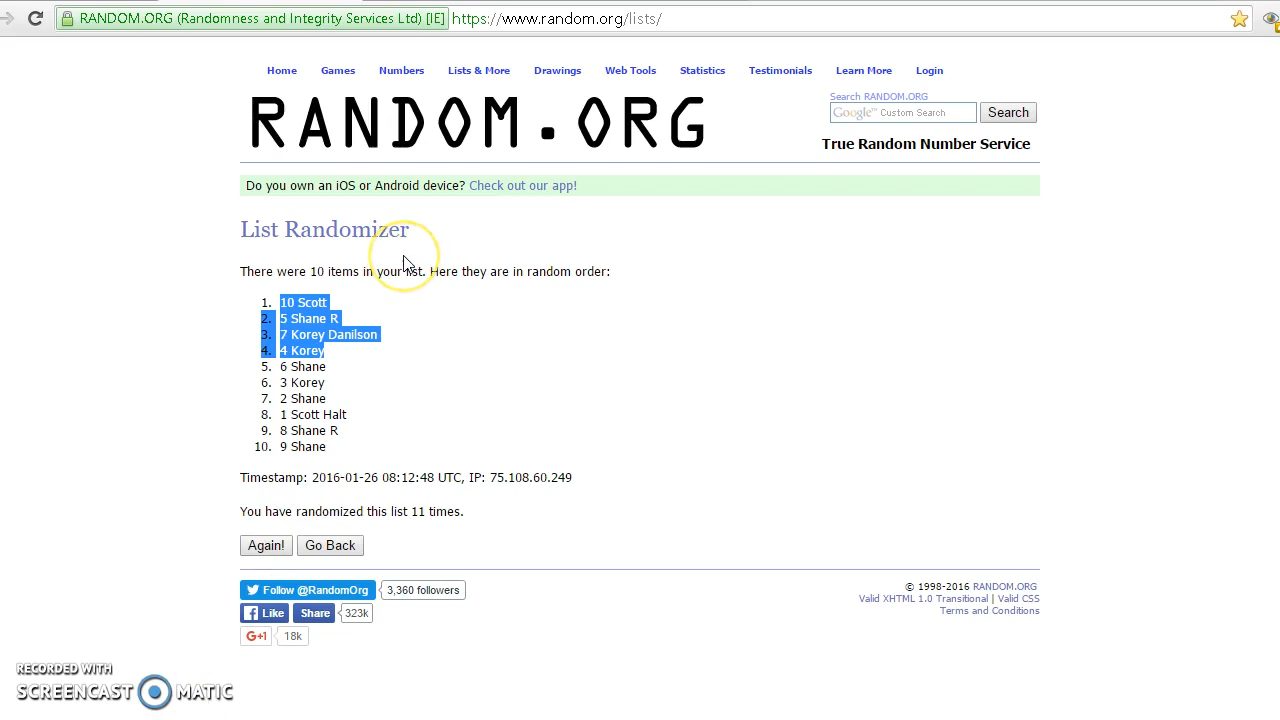 RANDOM.ORG (Randomness and Integrity Services Ltd) [IE] https://www.random.org/lists/
Home Games Numbers Lists & More Drawings Web Tools Statistics Testimonials Learn More Login
RANDOM.ORG
Search RANDOM.ORG
Google™ Custom Search Search
True Random Number Service
Do you own an iOS or Android device? Check out our app!
List Randomizer
There were 10 items in your list. Here they are in random order:
1. 10 Scott
2. 5 Shane R
3. 7 Korey Danilson
4. 4 Korey
5. 6 Shane
6. 3 Korey
7. 2 Shane
8. 1 Scott Halt
9. 8 Shane R
10. 9 Shane
Timestamp: 2016-01-26 08:12:48 UTC, IP: 75.108.60.249
You have randomized this list 11 times.
Again! Go Back
Follow @RandomOrg 3,360 followers
Like Share 323k
G+1 18k
© 1998-2016 RANDOM.ORG
Valid XHTML 1.0 Transitional | Valid CSS
Terms and Conditions
RECORDED WITH
SCREENCAST MATIC